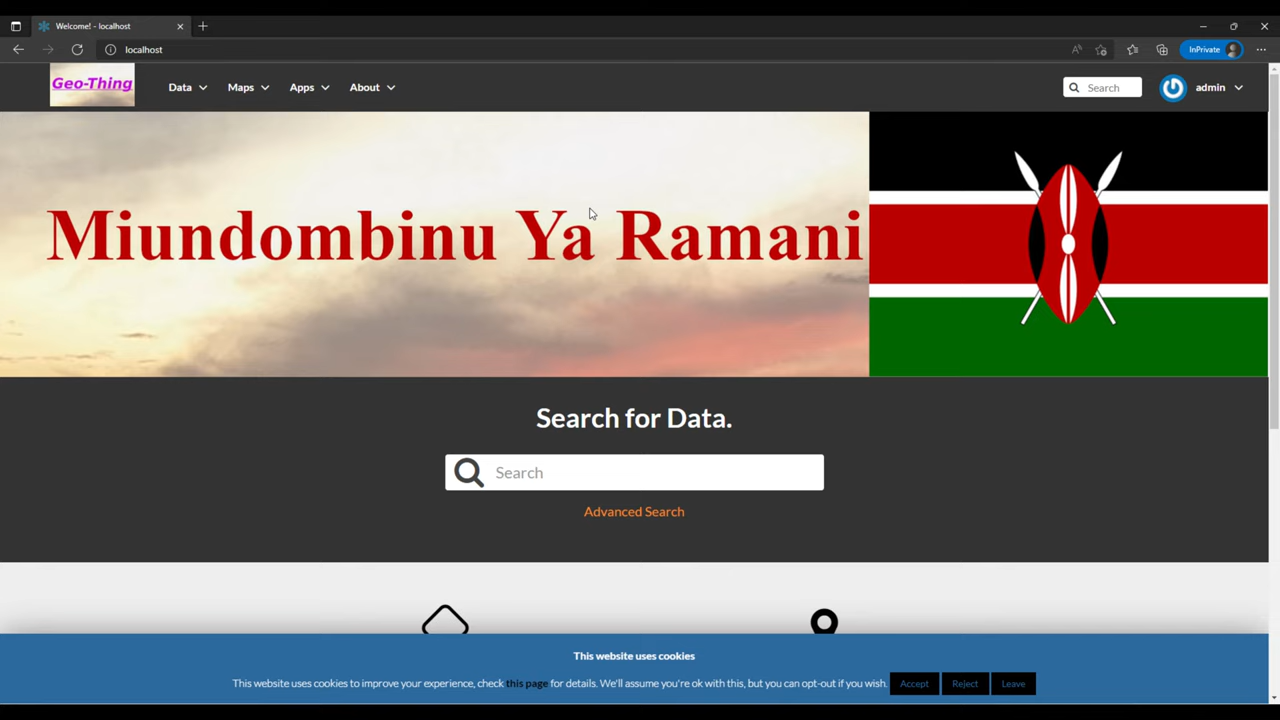 Welcome! - localhost
localhost
InPrivate
Geo-Thing
Data
Maps
Apps
About
Search
admin
Miundombinu Ya Ramani
Search for Data.
Search
Advanced Search
This website uses cookies
This website uses cookies to improve your experience, check this page for details. We'll assume you're ok with this, but you can opt-out if you wish.
Accept
Reject
Leave